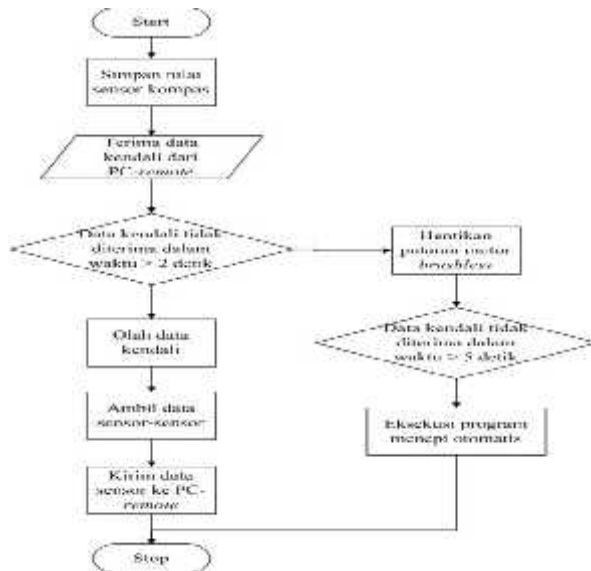 Start
Simpan nilai
sensor kompas
Terima data
kendali dari
PC-remote
Data kendali tidak
diterima dalam
waktu > 2 detik
Hentikan
putaran motor
brushless
Olah data
kendali
Data kendali tidak
diterima dalam
waktu > 5 detik
Ambil data
sensor-sensor
Eksekusi program
menepi otomatis
Kirim data
sensor ke PC-
remote
Stop